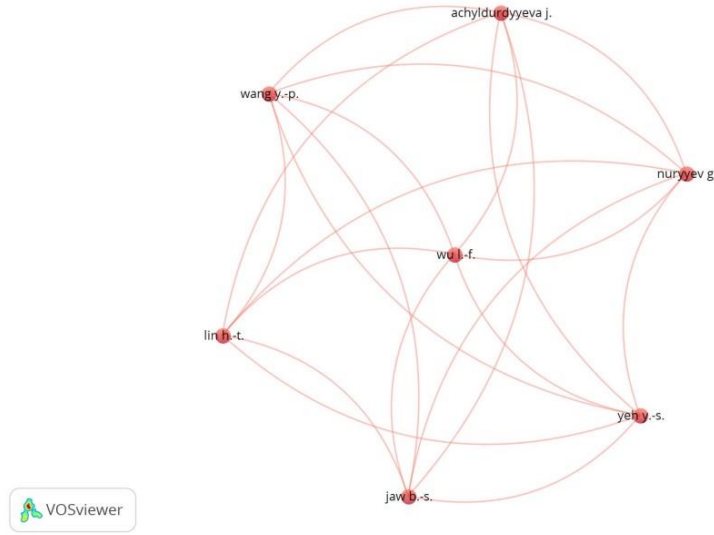 achyldurdyyeva j.
wang y.-p.
nuryyev g
wu l.-f.
lin h.-t.
yeh y.-s.
jaw b.-s.
VOSviewer